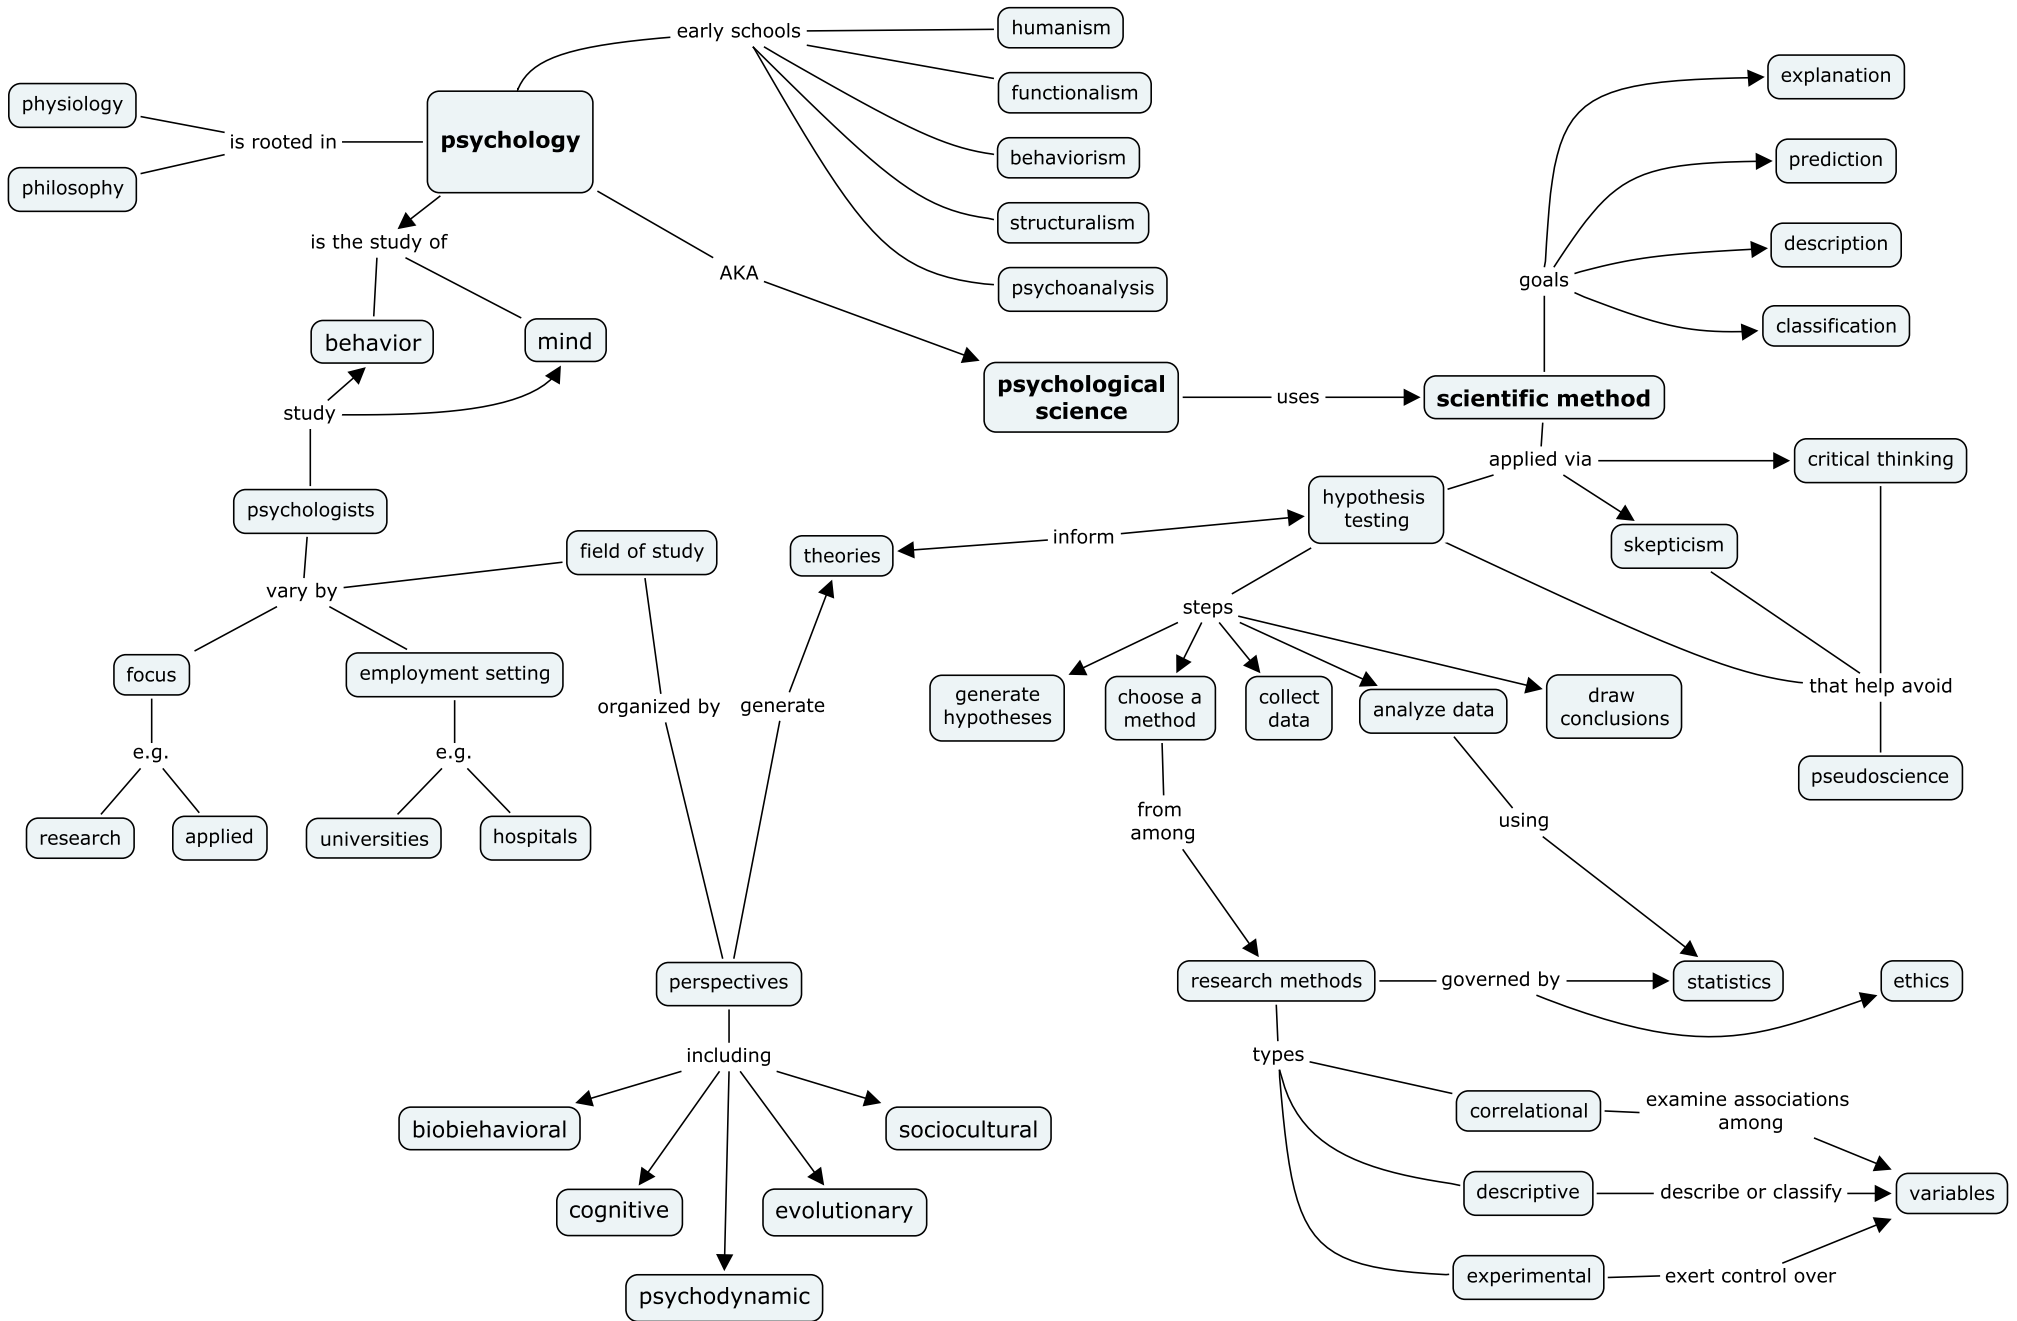 early schools
humanism
functionalism
behaviorism
structuralism
psychoanalysis
physiology
philosophy
is rooted in
psychology
is the study of
behavior
mind
study
psychologists
vary by
field of study
focus
employment setting
e.g.
e.g.
research
applied
universities
hospitals
organized by
generate
theories
inform
perspectives
including
biobiehavioral
cognitive
psychodynamic
evolutionary
sociocultural
AKA
psychological
science
uses
scientific method
goals
explanation
prediction
description
classification
applied via
critical thinking
skepticism
hypothesis
testing
that help avoid
pseudoscience
steps
generate
hypotheses
choose a
method
collect
data
analyze data
draw
conclusions
from
among
using
research methods
governed by
statistics
ethics
types
correlational
examine associations
among
descriptive
describe or classify
variables
experimental
exert control over